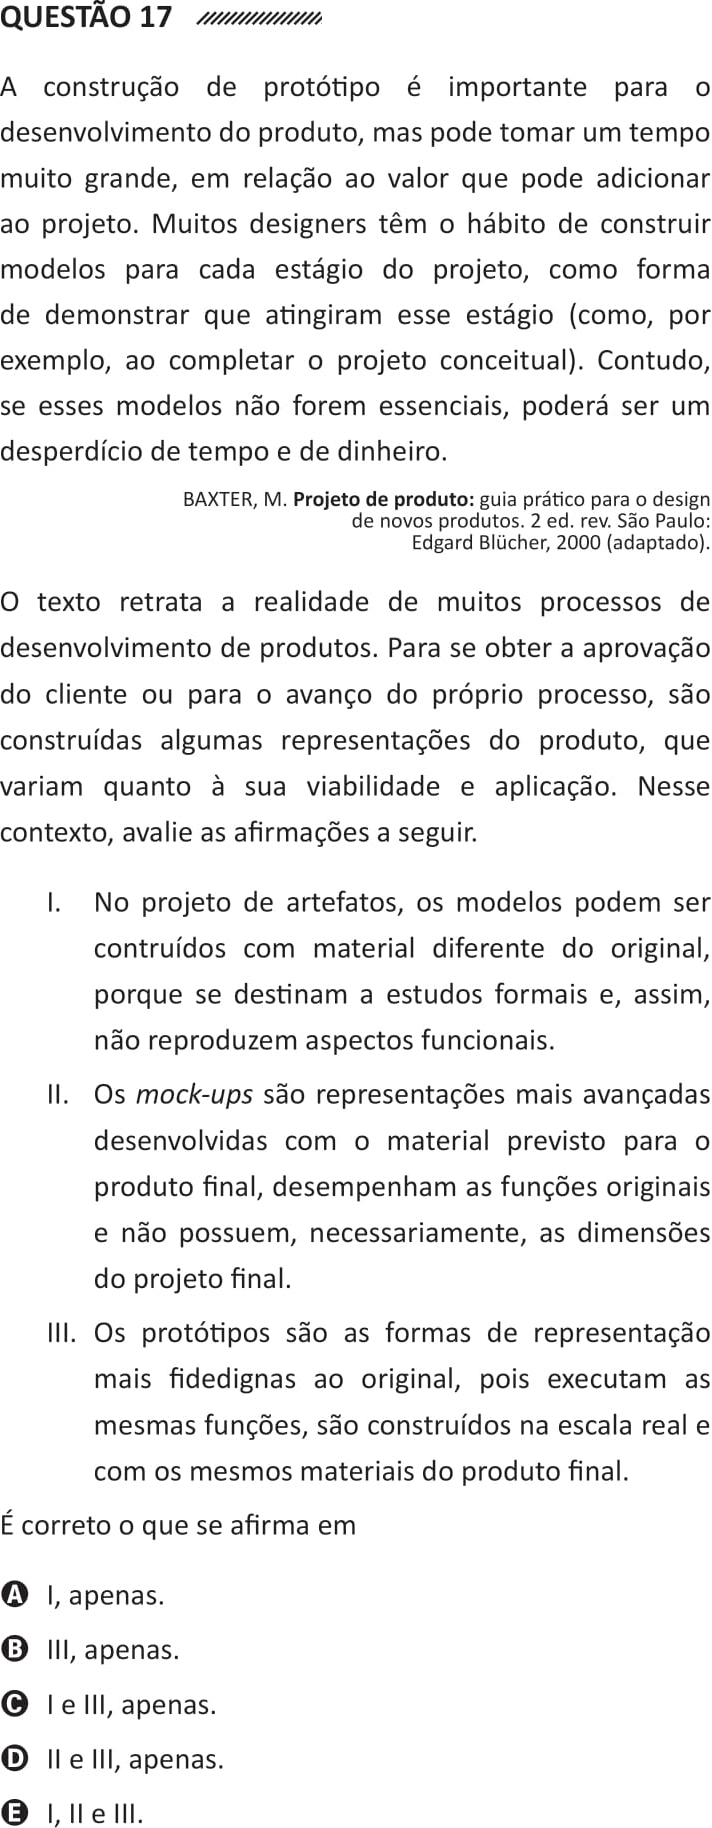 QUESTÃO 17
A construção de protótipo é importante para o
desenvolvimento do produto, mas pode tomar um tempo
muito grande, em relação ao valor que pode adicionar
ao projeto. Muitos designers têm o hábito de construir
modelos para cada estágio do projeto, como forma
de demonstrar que atingiram esse estágio (como, por
exemplo, ao completar o projeto conceitual). Contudo,
se esses modelos não forem essenciais, poderá ser um
desperdício de tempo e de dinheiro.
BAXTER, M. Projeto de produto: guia prático para o design
de novos produtos. 2 ed. rev. São Paulo:
Edgard Blücher, 2000 (adaptado).
O texto retrata a realidade de muitos processos de
desenvolvimento de produtos. Para se obter a aprovação
do cliente ou para o avanço do próprio processo, são
construídas algumas representações do produto, que
variam quanto à sua viabilidade e aplicação. Nesse
contexto, avalie as afirmações a seguir.
I. No projeto de artefatos, os modelos podem ser
contruídos com material diferente do original,
porque se destinam a estudos formais e, assim,
não reproduzem aspectos funcionais.
II. Os mock-ups são representações mais avançadas
desenvolvidas com o material previsto para o
produto final, desempenham as funções originais
e não possuem, necessariamente, as dimensões
do projeto final.
III. Os protótipos são as formas de representação
mais fidedignas ao original, pois executam as
mesmas funções, são construídos na escala real e
com os mesmos materiais do produto final.
É correto o que se afirma em
A I, apenas.
B III, apenas.
C I e III, apenas.
D II e III, apenas.
E I, II e III.